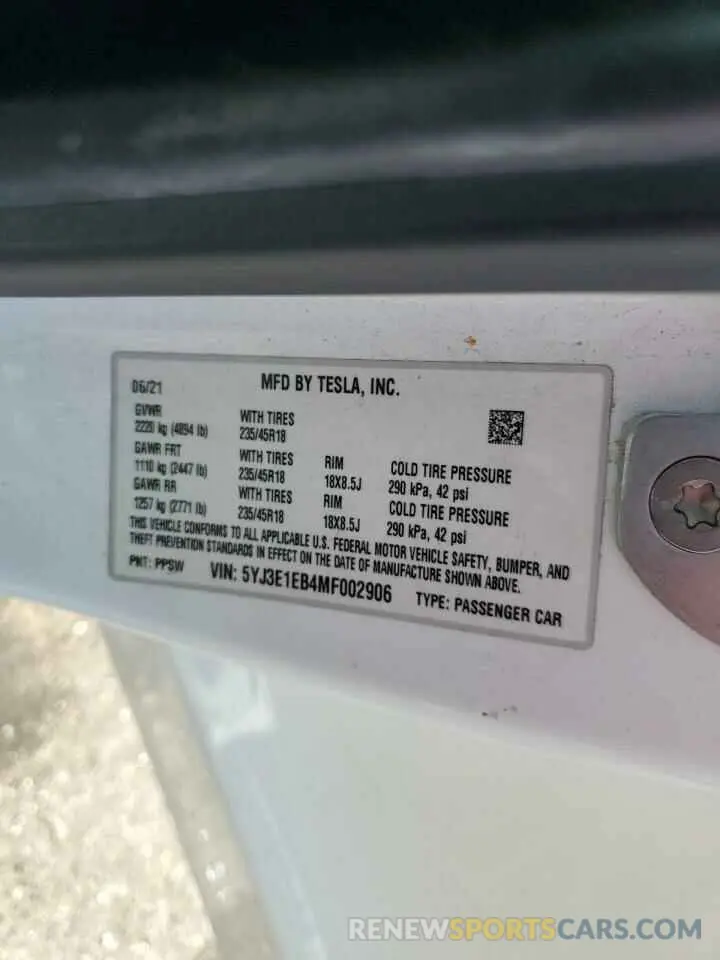 06/21 MFD BY TESLA, INC.
GVWR
2220 kg (4894 lb)
WITH TIRES
235/45R18
GAWR FRT
1110 kg (2447 lb)
WITH TIRES
235/45R18
RIM
18X8.5J
COLD TIRE PRESSURE
290 kPa, 42 psi
GAWR RR
1257 kg (2771 lb)
WITH TIRES
235/45R18
RIM
18X8.5J
COLD TIRE PRESSURE
290 kPa, 42 psi
THIS VEHICLE CONFORMS TO ALL APPLICABLE U.S. FEDERAL MOTOR VEHICLE SAFETY, BUMPER, AND
THEFT PREVENTION STANDARDS IN EFFECT ON THE DATE OF MANUFACTURE SHOWN ABOVE.
PNT: PPSW VIN: 5YJ3E1EB4MF002906 TYPE: PASSENGER CAR
RENEWSPORTSCARS.COM